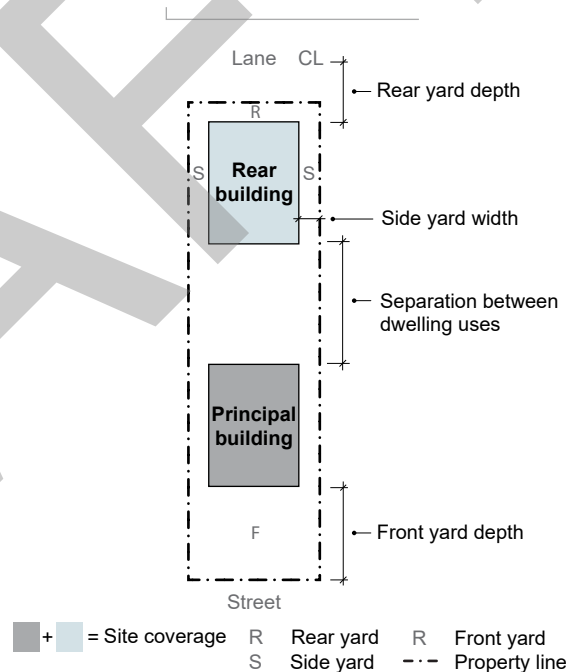 Lane CL
Rear yard depth
R
S
Rear
building
S
Side yard width
Separation between
dwelling uses
Principal
building
Front yard depth
F
Street
+ = Site coverage R Rear yard R Front yard
S Side yard Property line